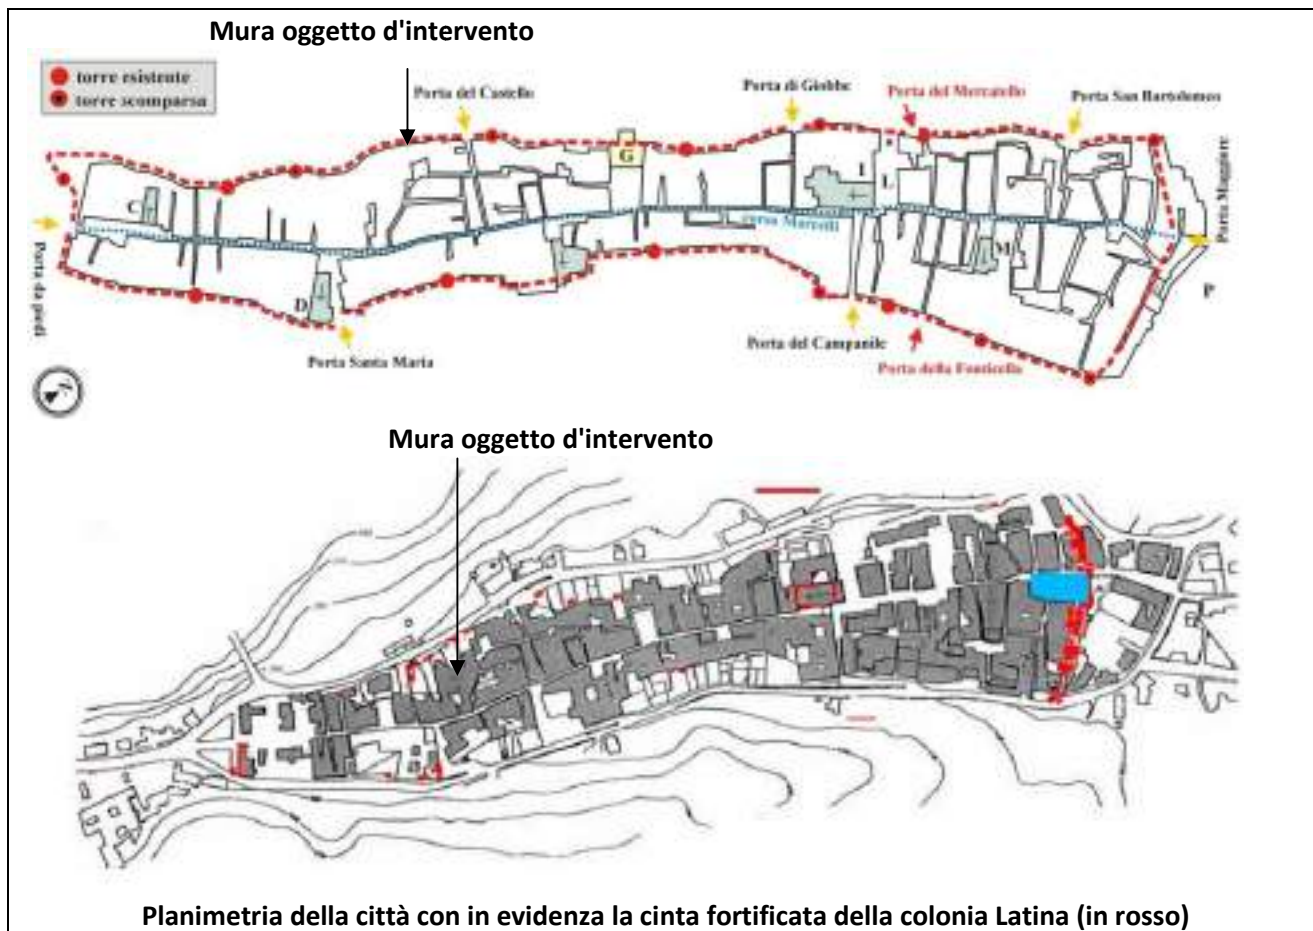 Mura oggetto d'intervento
torre esistente
torre scomparsa
Porta del Castello
Porta di Giobbe
Porta del Mercatello
Porta San Bartolomeo
G
I
L
C
corso Marcelli
Porta Maggiore
M
P
D
Porta da piedi
Porta Santa Maria
Porta del Campanile
Porta della Fonticella
Mura oggetto d'intervento
Planimetria della città con in evidenza la cinta fortificata della colonia Latina (in rosso)